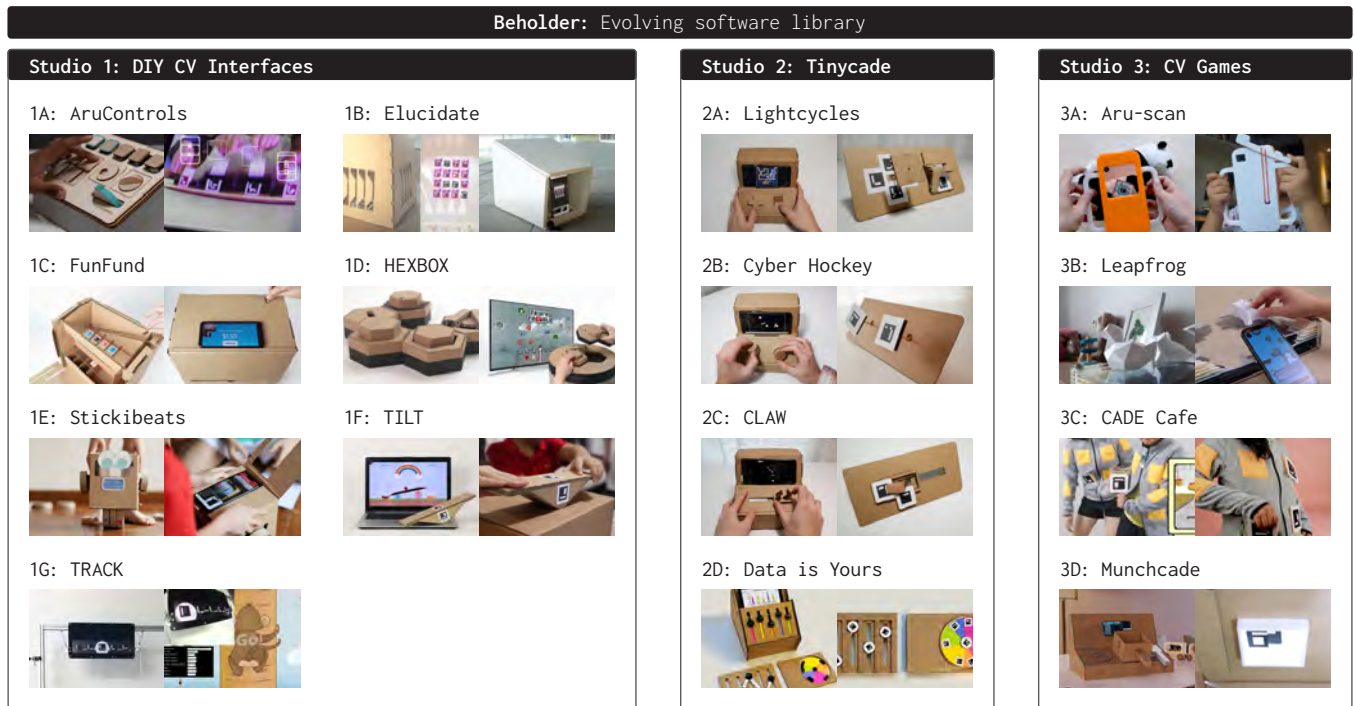 Beholder: Evolving software library
Studio 1: DIY CV Interfaces
1A: AruControls
1B: Elucidate
1C: FunFund
1D: HEXBOX
1E: Stickibeats
1F: TILT
1G: TRACK
GO!
Studio 2: Tinycade
2A: Lightcycles
2B: Cyber Hockey
2C: CLAW
2D: Data is Yours
Studio 3: CV Games
3A: Aru-scan
3B: Leapfrog
3C: CADE Cafe
3D: Munchcade